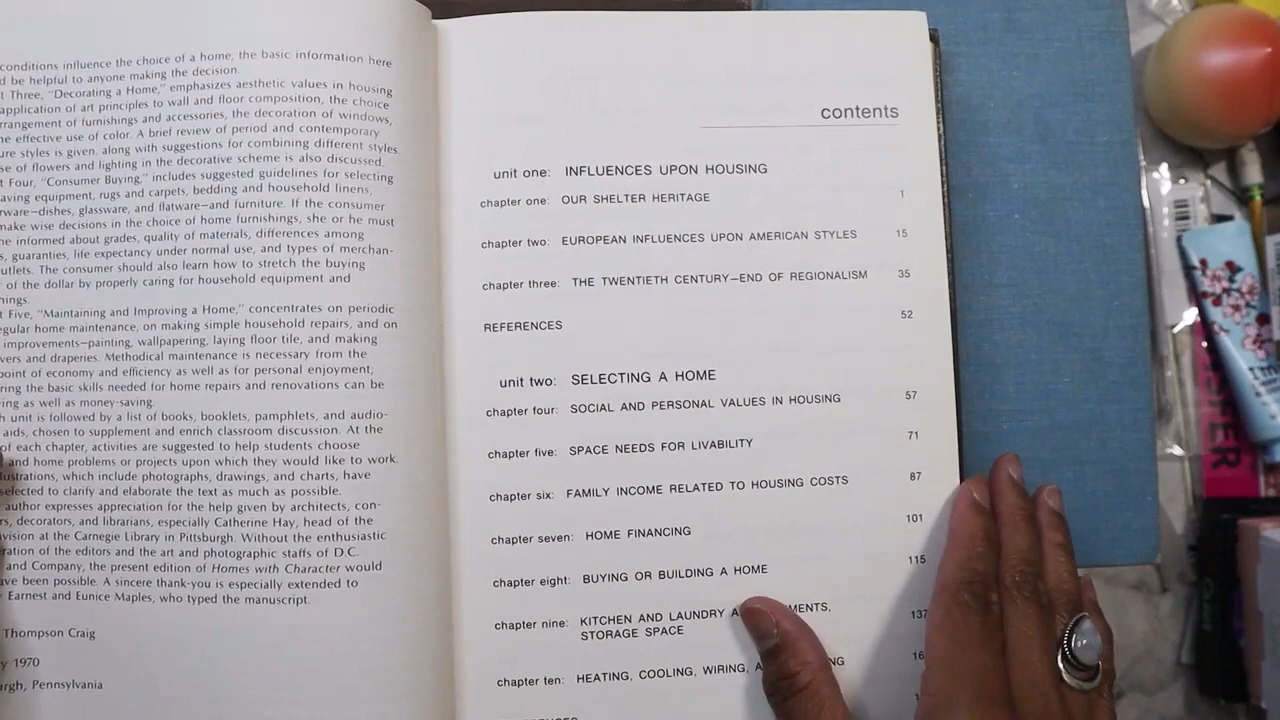 conditions influence the choice of a home, the basic information here
d be helpful to anyone making the decision.
t Three, "Decorating a Home," emphasizes aesthetic values in housing
application of art principles to wall and floor composition, the choice
rrangement of furnishings and accessories, the decoration of windows,
he effective use of color. A brief review of period and contemporary
ure styles is given, along with suggestions for combining different styles.
se of flowers and lighting in the decorative scheme is also discussed.
t Four, "Consumer Buying," includes suggested guidelines for selecting
aving equipment, rugs and carpets, bedding and household linens,
rware—dishes, glassware, and flatware—and furniture. If the consumer
make wise decisions in the choice of home furnishings, she or he must
ne informed about grades, quality of materials, differences among
s, guaranties, life expectancy under normal use, and types of merchan-
outlets. The consumer should also learn how to stretch the buying
of the dollar by properly caring for household equipment and
nings.
t Five, "Maintaining and Improving a Home," concentrates on periodic
egular home maintenance, on making simple household repairs, and on
improvements—painting, wallpapering, laying floor tile, and making
vers and draperies. Methodical maintenance is necessary from the
point of economy and efficiency as well as for personal enjoyment;
ring the basic skills needed for home repairs and renovations can be
ying as well as money-saving.
h unit is followed by a list of books, booklets, pamphlets, and audio-
aids, chosen to supplement and enrich classroom discussion. At the
of each chapter, activities are suggested to help students choose
and home problems or projects upon which they would like to work.
lustrations, which include photographs, drawings, and charts, have
selected to clarify and elaborate the text as much as possible.
author expresses appreciation for the help given by architects, con-
rs, decorators, and librarians, especially Catherine Hay, head of the
vision at the Carnegie Library in Pittsburgh. Without the enthusiastic
ration of the editors and the art and photographic staffs of D.C.
and Company, the present edition of Homes with Character would
ave been possible. A sincere thank-you is especially extended to
Earnest and Eunice Maples, who typed the manuscript.
Thompson Craig
y 1970
urgh, Pennsylvania
contents
unit one: INFLUENCES UPON HOUSING
chapter one: OUR SHELTER HERITAGE 1
chapter two: EUROPEAN INFLUENCES UPON AMERICAN STYLES 15
chapter three: THE TWENTIETH CENTURY—END OF REGIONALISM 35
REFERENCES 52
unit two: SELECTING A HOME
chapter four: SOCIAL AND PERSONAL VALUES IN HOUSING 57
chapter five: SPACE NEEDS FOR LIVABILITY 71
chapter six: FAMILY INCOME RELATED TO HOUSING COSTS 87
chapter seven: HOME FINANCING 101
chapter eight: BUYING OR BUILDING A HOME 115
chapter nine: KITCHEN AND LAUNDRY A MENTS, 137
STORAGE SPACE
chapter ten: HEATING, COOLING, WIRING, A NG 16